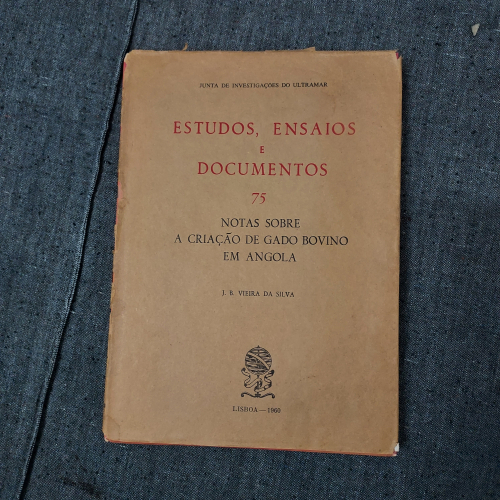 JUNTA DE INVESTIGAÇÕES DO ULTRAMAR
ESTUDOS, ENSAIOS
E
DOCUMENTOS
75
NOTAS SOBRE
A CRIAÇÃO DE GADO BOVINO
EM ANGOLA
J. B. VIEIRA DA SILVA
LISBOA — 1960